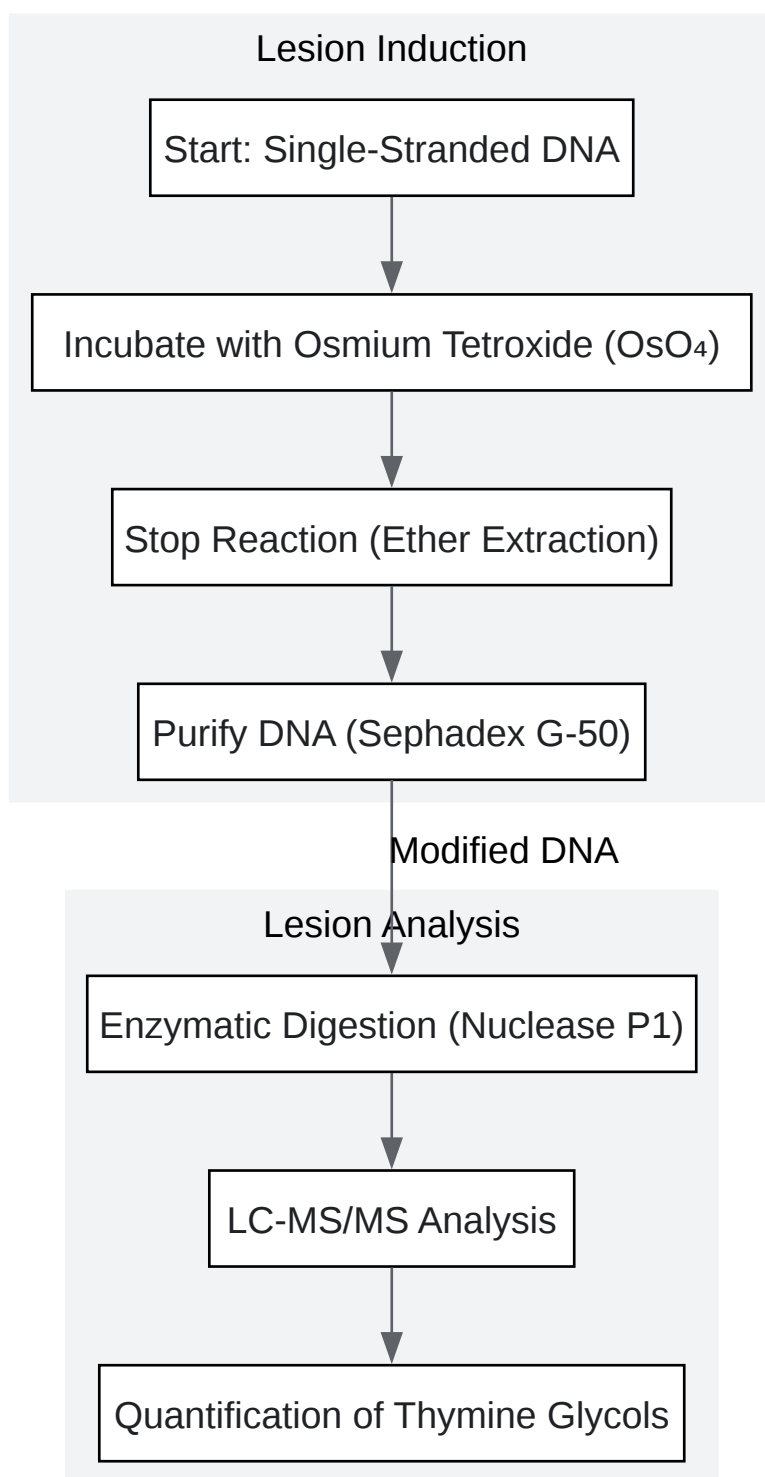 Lesion Induction
Start: Single-Stranded DNA
Incubate with Osmium Tetroxide (OsO₄)
Stop Reaction (Ether Extraction)
Purify DNA (Sephadex G-50)
Modified DNA
Lesion Analysis
Enzymatic Digestion (Nuclease P1)
LC-MS/MS Analysis
Quantification of Thymine Glycols